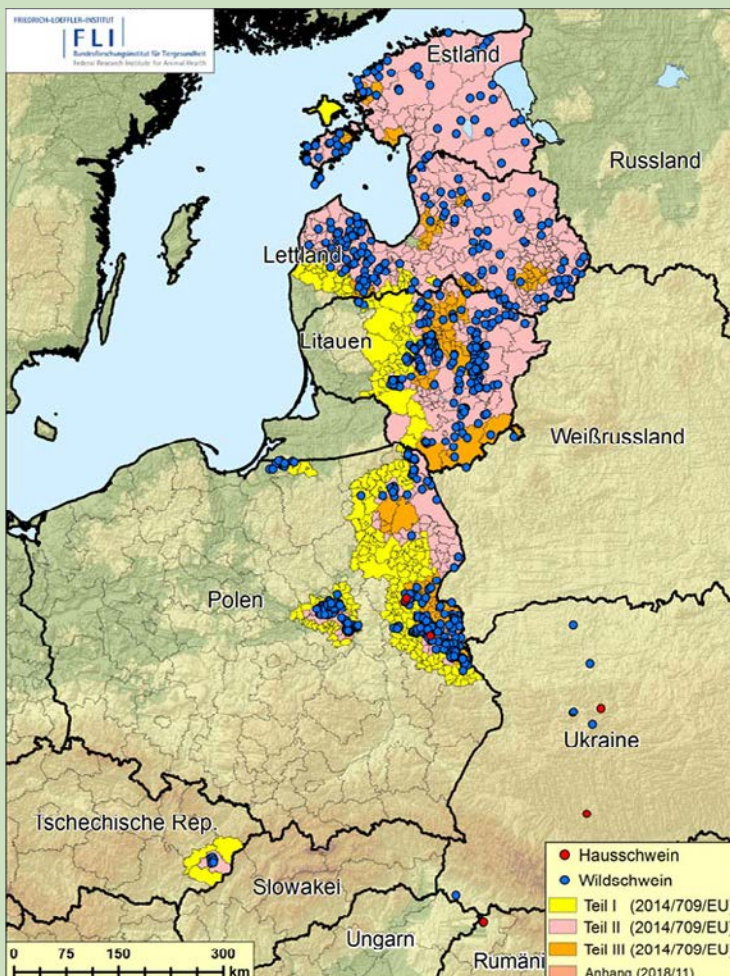 FRIEDRICH-LOEFFLER-INSTITUT
FLI
Bundesforschungsinstitut für Tiergesundheit
Federal Research Institute for Animal Health
Estland
Russland
Lettland
Litauen
Weißrussland
Polen
Ukraine
Tschechische Rep.
Slowakei
Ungarn
Rumäni
Hausschwein
Wildschwein
Teil I (2014/709/EU)
Teil II (2014/709/EU)
Teil III (2014/709/EU)
Anhang (2018/11)
0 75 150 300
km